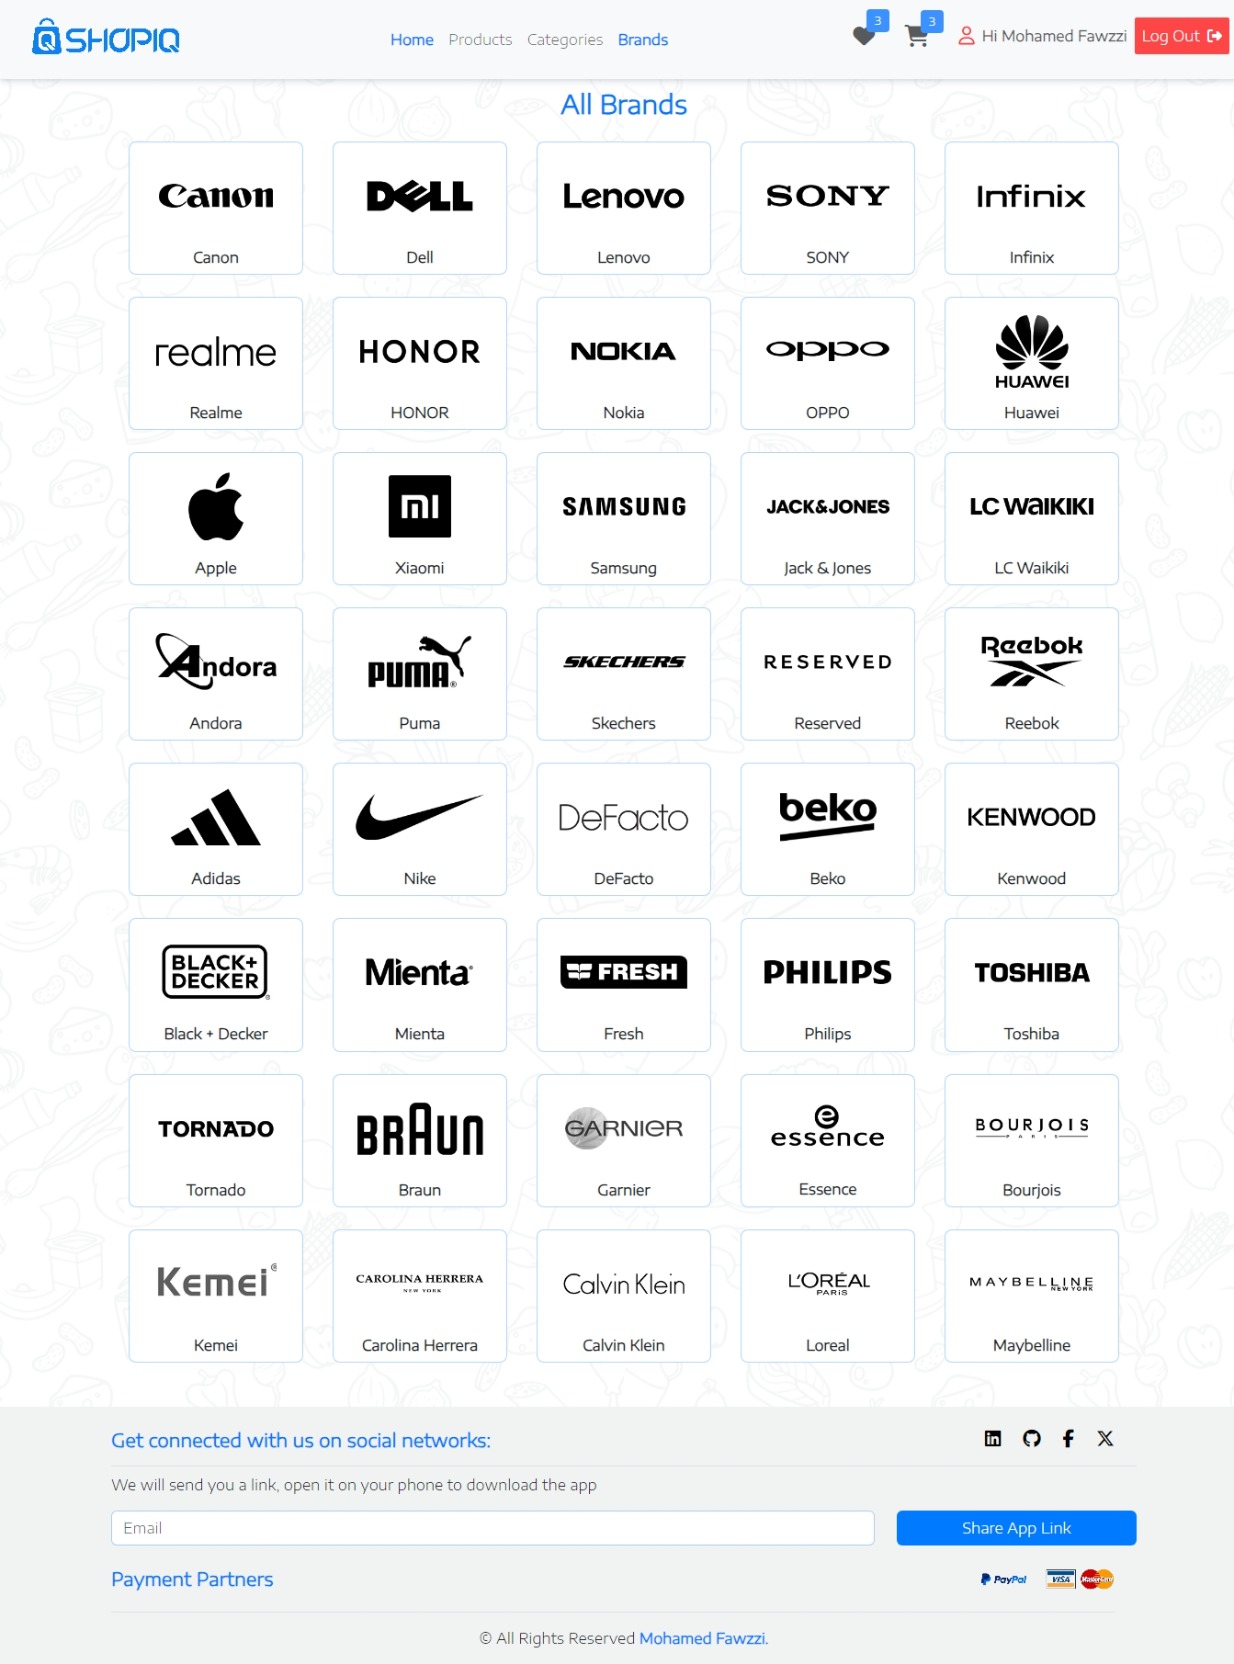 SHOPIQ
Home Products Categories Brands
3 3 Hi Mohamed Fawzzi Log Out
All Brands
Canon DELL Lenovo SONY Infinix
Canon Dell Lenovo SONY Infinix
realme HONOR NOKIA oppo HUAWEI
Realme HONOR Nokia OPPO Huawei
mi SAMSUNG JACK&JONES LC WAIKIKI
Apple Xiaomi Samsung Jack & Jones LC Waikiki
Andora PUMA® SKECHERS RESERVED Reebok
Andora Puma Skechers Reserved Reebok
DeFacto beko KENWOOD
Adidas Nike DeFacto Beko Kenwood
BLACK+
DECKER® Mienta FRESH PHILIPS TOSHIBA
Black + Decker Mienta Fresh Philips Toshiba
TORNADO BRAUN GARNIER e essence BOURJOIS
PARIS
Tornado Braun Garnier Essence Bourjois
Kemei® CAROLINA HERRERA Calvin Klein L'ORÉAL MAYBELLINE
NEW YORK PARIS NEW YORK
Kemei Carolina Herrera Calvin Klein Loreal Maybelline
Get connected with us on social networks:
We will send you a link, open it on your phone to download the app
Email Share App Link
Payment Partners PayPal VISA MasterCard
© All Rights Reserved Mohamed Fawzzi.